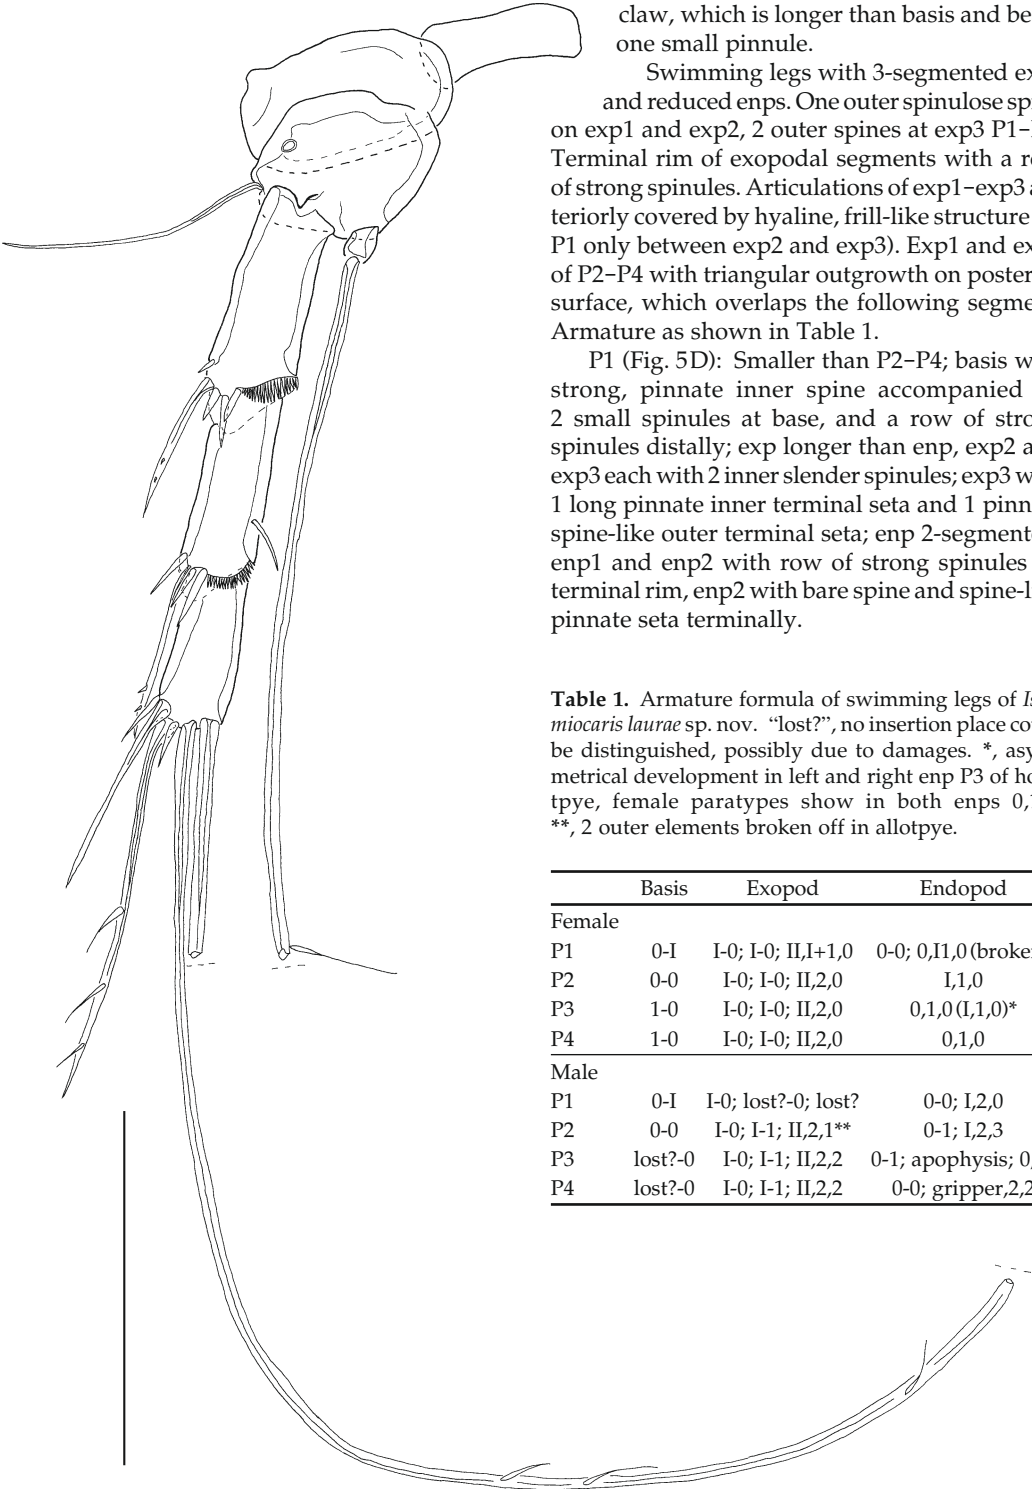 claw, which is longer than basis and be
one small pinnule.
Swimming legs with 3-segmented ex
and reduced enps. One outer spinulose spi
on exp1 and exp2, 2 outer spines at exp3 P1–
Terminal rim of exopodal segments with a ro
of strong spinules. Articulations of exp1–exp3 a
teriorly covered by hyaline, frill-like structure
P1 only between exp2 and exp3). Exp1 and ex
of P2–P4 with triangular outgrowth on poster
surface, which overlaps the following segme
Armature as shown in Table 1.
P1 (Fig. 5D): Smaller than P2–P4; basis w
strong, pinnate inner spine accompanied
2 small spinules at base, and a row of stro
spinules distally; exp longer than enp, exp2 a
exp3 each with 2 inner slender spinules; exp3 w
1 long pinnate inner terminal seta and 1 pinn
spine-like outer terminal seta; enp 2-segment
enp1 and enp2 with row of strong spinules
terminal rim, enp2 with bare spine and spine-li
pinnate seta terminally.
Table 1. Armature formula of swimming legs of Is
miocaris laurae sp. nov. “lost?”, no insertion place cou
be distinguished, possibly due to damages. *, asy
metrical development in left and right enp P3 of ho
tpye, female paratypes show in both enps 0,
**, 2 outer elements broken off in allotpye.
Basis Exopod Endopod
Female
P1 0-I I-0; I-0; II,I+1,0 0-0; 0,I1,0 (broke
P2 0-0 I-0; I-0; II,2,0 I,1,0
P3 1-0 I-0; I-0; II,2,0 0,1,0 (I,1,0)*
P4 1-0 I-0; I-0; II,2,0 0,1,0
Male
P1 0-I I-0; lost?-0; lost? 0-0; I,2,0
P2 0-0 I-0; I-1; II,2,1** 0-1; I,2,3
P3 lost?-0 I-0; I-1; II,2,2 0-1; apophysis; 0,
P4 lost?-0 I-0; I-1; II,2,2 0-0; gripper,2,2